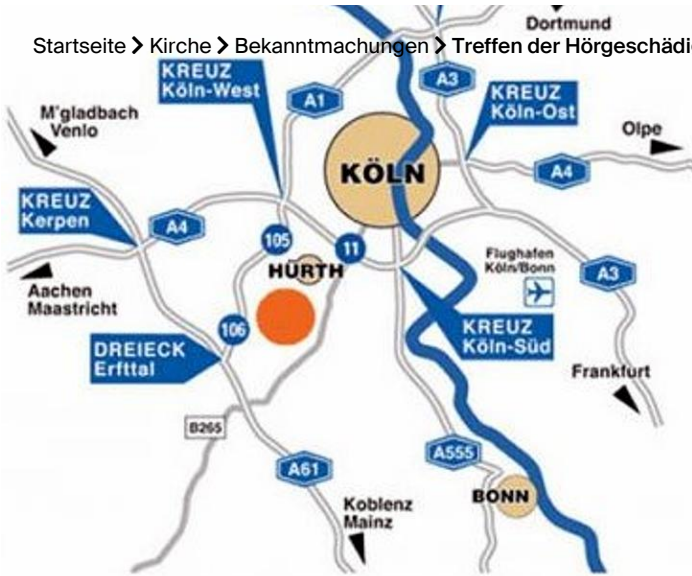 Dortmund
Startseite > Kirche > Bekanntmachungen > Treffen der Hörgeschädi
KREUZ
Köln-West
A1
A3
KREUZ
Köln-Ost
M'gladbach
Venlo
Olpe
KÖLN
A4
KREUZ
Kerpen
A4
105
11
HÜRTH
Flughafen
Köln/Bonn
A3
Aachen
Maastricht
106
KREUZ
Köln-Süd
DREIECK
Erfttal
Frankfurt
B265
A555
A61
BONN
Koblenz
Mainz